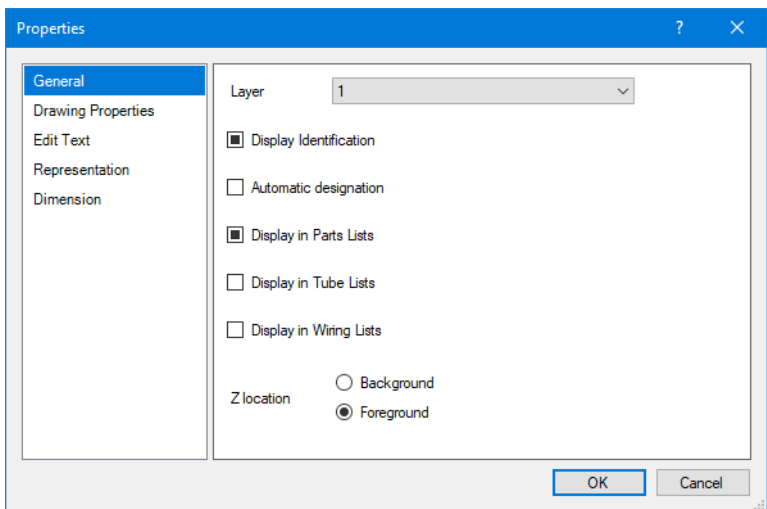 Properties ?
General
Drawing Properties
Edit Text
Representation
Dimension
Layer 1
Display Identification
Automatic designation
Display in Parts Lists
Display in Tube Lists
Display in Wiring Lists
Z location
Background
Foreground
OK Cancel